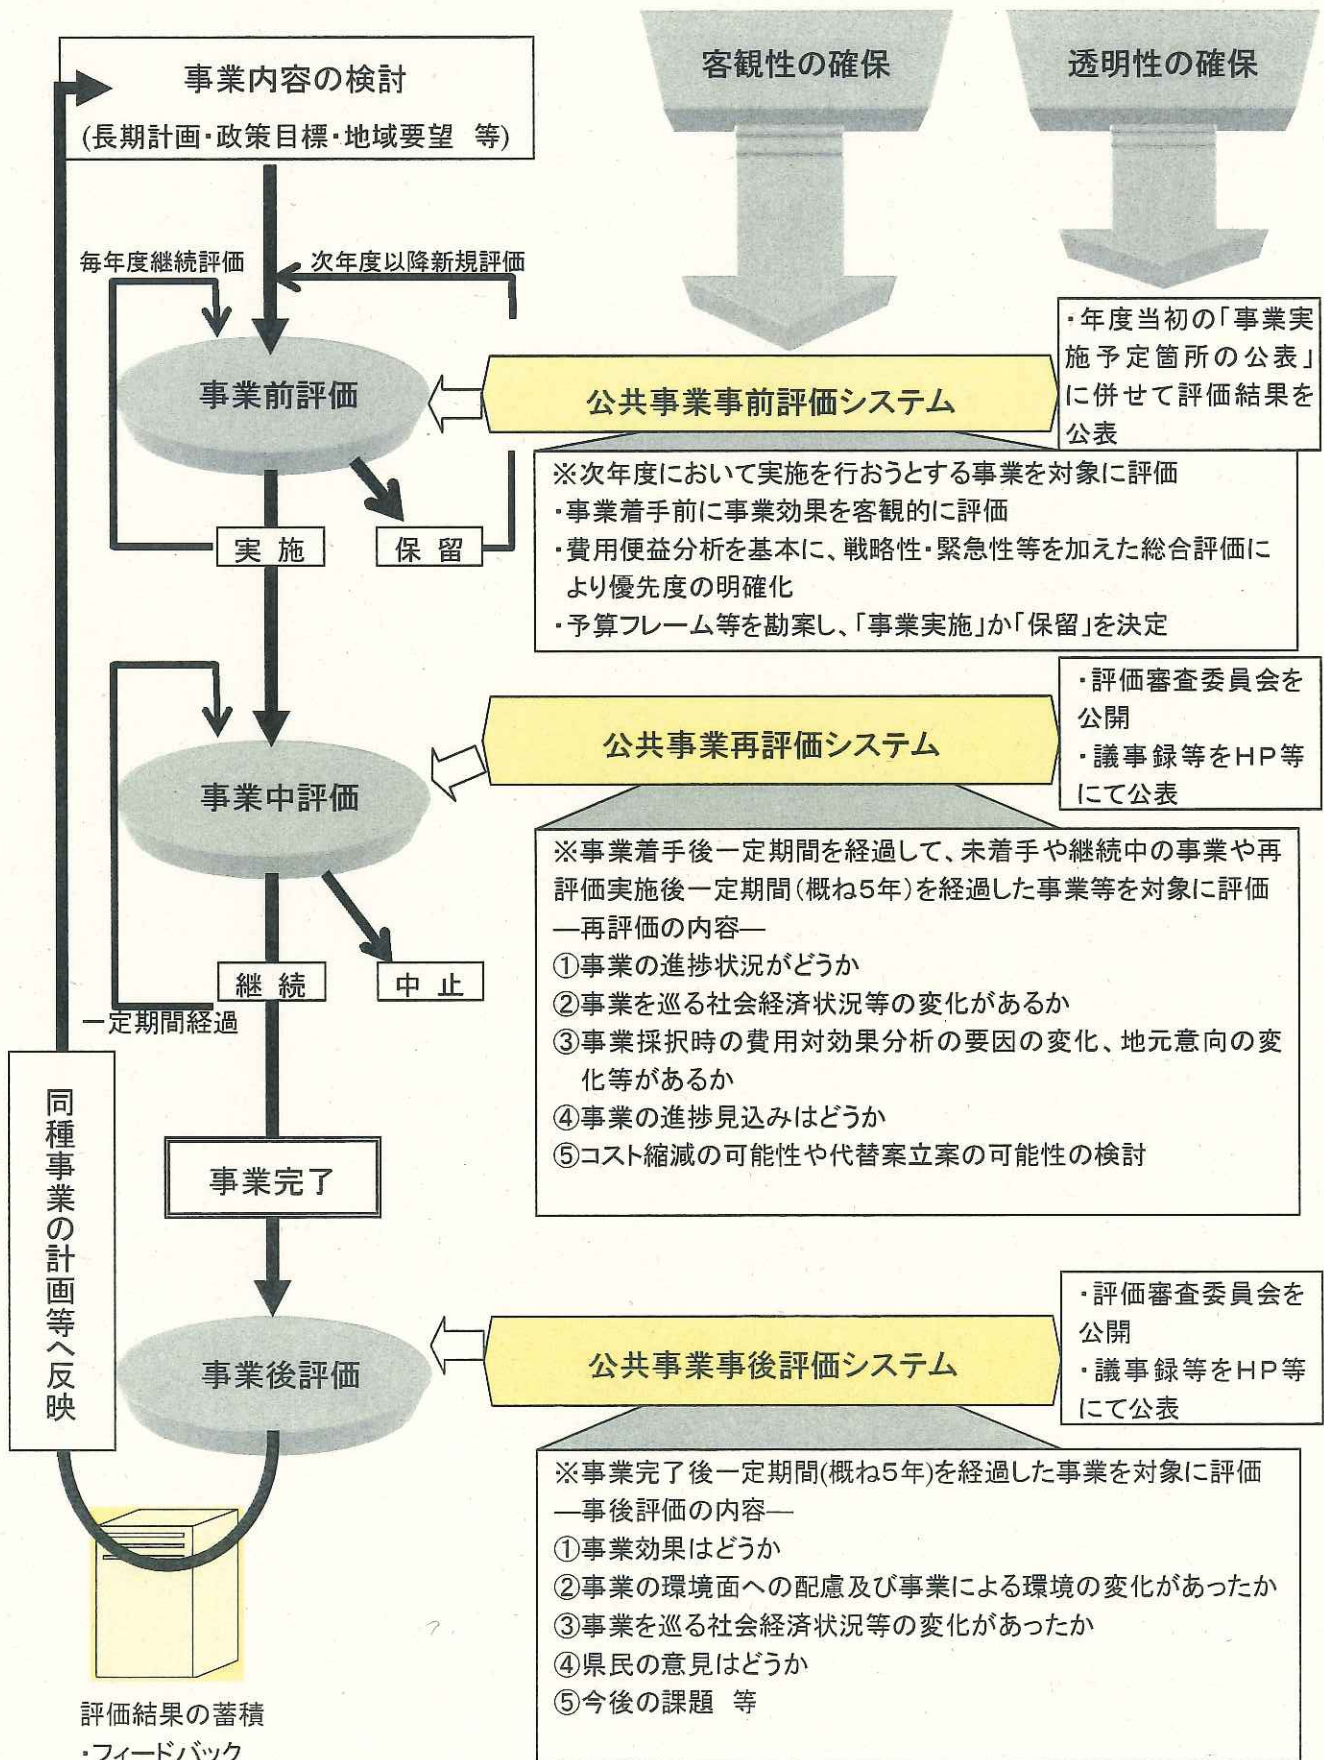 事業内容の検討
(長期計画・政策目標・地域要望 等)
客観性の確保
透明性の確保
毎年度継続評価
次年度以降新規評価
事業前評価
公共事業事前評価システム
・年度当初の「事業実
施予定箇所の公表」
に併せて評価結果を
公表
※次年度において実施を行おうとする事業を対象に評価
・事業着手前に事業効果を客観的に評価
・費用便益分析を基本に、戦略性・緊急性等を加えた総合評価に
より優先度の明確化
・予算フレーム等を勘案し、「事業実施」か「保留」を決定
実 施
保 留
事業中評価
公共事業再評価システム
・評価審査委員会を
公開
・議事録等をHP等
にて公表
※事業着手後一定期間を経過して、未着手や継続中の事業や再
評価実施後一定期間(概ね5年)を経過した事業等を対象に評価
―再評価の内容―
①事業の進捗状況がどうか
②事業を巡る社会経済状況等の変化があるか
③事業採択時の費用対効果分析の要因の変化、地元意向の変
化等があるか
④事業の進捗見込みはどうか
⑤コスト縮減の可能性や代替案立案の可能性の検討
継 続
中 止
一定期間経過
事業完了
同種事業の計画等へ反映
事業後評価
公共事業事後評価システム
・評価審査委員会を
公開
・議事録等をHP等
にて公表
※事業完了後一定期間(概ね5年)を経過した事業を対象に評価
―事後評価の内容―
①事業効果はどうか
②事業の環境面への配慮及び事業による環境の変化があったか
③事業を巡る社会経済状況等の変化があったか
④県民の意見はどうか
⑤今後の課題 等
評価結果の蓄積
・フィードバック